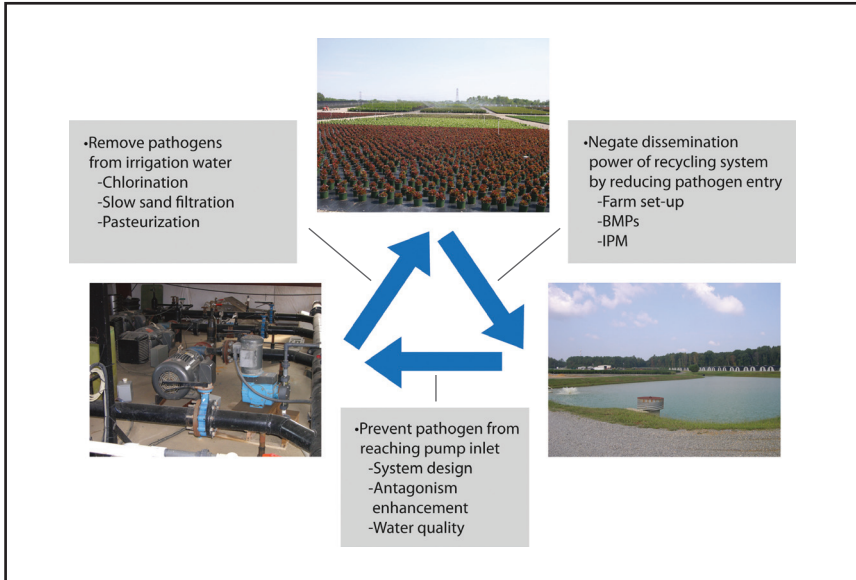 •Remove pathogens
from irrigation water
-Chlorination
-Slow sand filtration
-Pasteurization
•Negate dissemination
power of recycling system
by reducing pathogen entry
-Farm set-up
-BMPs
-IPM
•Prevent pathogen from
reaching pump inlet
-System design
-Antagonism
enhancement
-Water quality